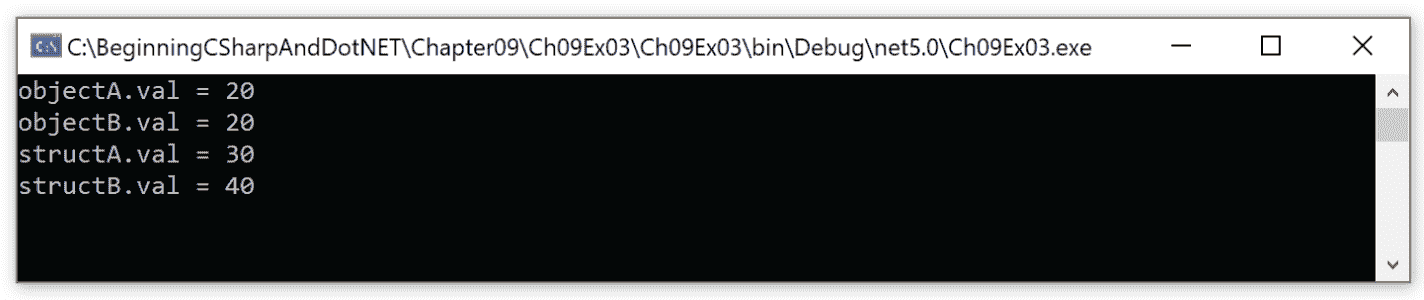 C:\BeginningCSharpAndDotNET\Chapter09\Ch09Ex03\Ch09Ex03\bin\Debug\net5.0\Ch09Ex03.exe
objectA.val = 20
objectB.val = 20
structA.val = 30
structB.val = 40